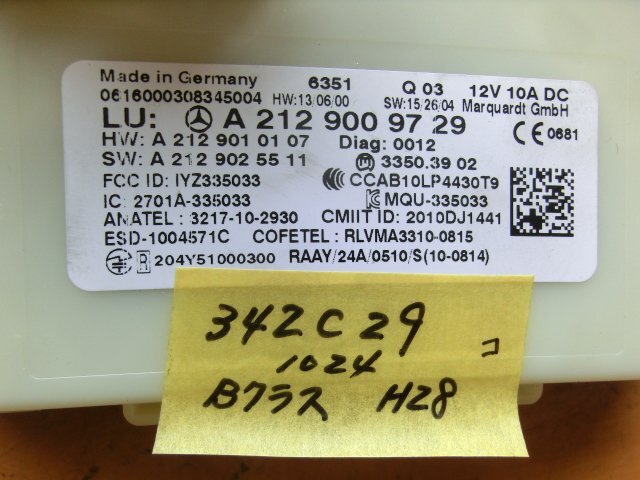 Made in Germany 6351 Q 03 12V 10A DC
0616000308345004 HW:13/06/00 SW:15/26/04 Marquardt GmbH
LU: A 212 900 97 29 CE 0681
HW: A 212 901 01 07 Diag: 0012
SW: A 212 902 55 11 3350.39 02
FCC ID: IYZ335033 CCAB10LP4430T9
IC: 2701A-335033 MQU-335033
ANATEL : 3217-10-2930 CMIIT ID: 2010DJ1441
ESD-1004571C COFETEL : RLVMA3310-0815
R 204Y51000300 RAAY/24A/0510/S(10-0814)
342C29
1024 コ
Bクラス H28